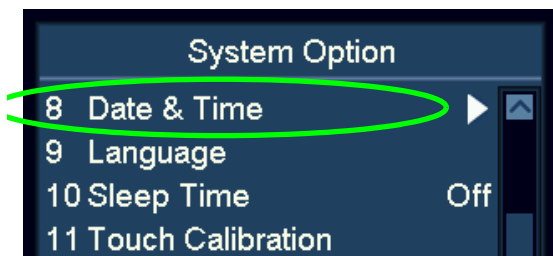 System Option
8 Date & Time
9 Language
10 Sleep Time Off
11 Touch Calibration